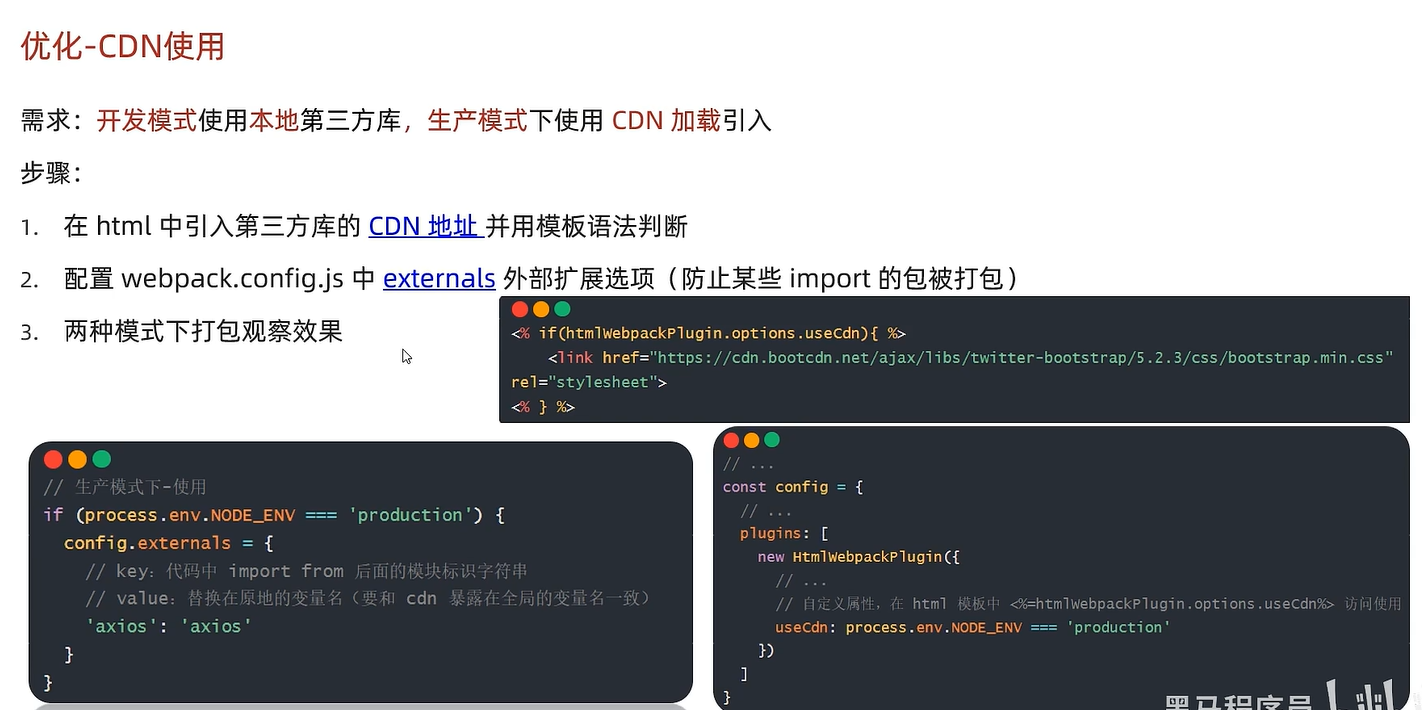 优化-CDN使用
需求：开发模式使用本地第三方库，生产模式下使用 CDN 加载引入
步骤：
1. 在 html 中引入第三方库的 CDN 地址 并用模板语法判断
2. 配置 webpack.config.js 中 externals 外部扩展选项（防止某些 import 的包被打包）
3. 两种模式下打包观察效果
<% if(htmlWebpackPlugin.options.useCdn){ %>
<link href="https://cdn.bootcdn.net/ajax/libs/twitter-bootstrap/5.2.3/css/bootstrap.min.css"
rel="stylesheet">
<% } %>
// 生产模式下-使用
if (process.env.NODE_ENV === 'production') {
config.externals = {
// key：代码中 import from 后面的模块标识字符串
// value：替换在原地的变量名（要和 cdn 暴露在全局的变量名一致）
'axios': 'axios'
}
}
// ...
const config = {
// ...
plugins: [
new HtmlWebpackPlugin({
// ...
// 自定义属性，在 html 模板中 <%=htmlWebpackPlugin.options.useCdn%> 访问使用
useCdn: process.env.NODE_ENV === 'production'
})
]
}
黑马程序员